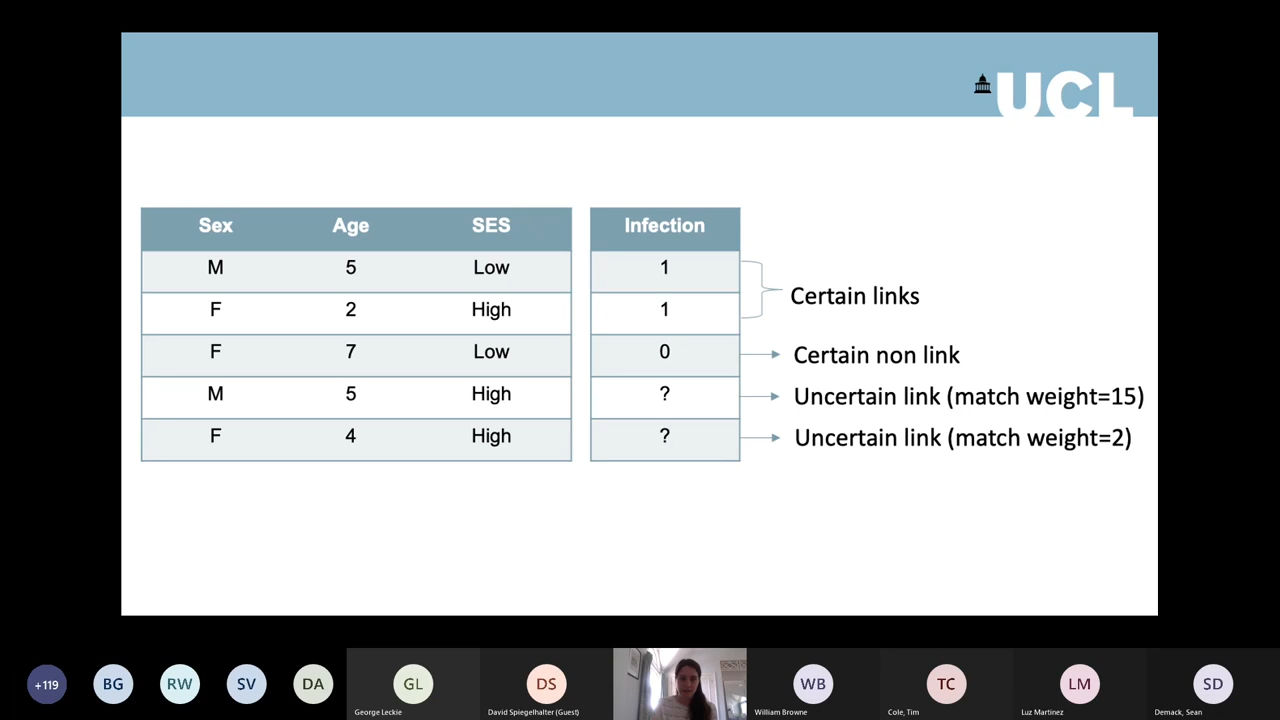 UCL
Sex Age SES Infection
M 5 Low 1
F 2 High 1
Certain links
F 7 Low 0 Certain non link
M 5 High ? Uncertain link (match weight=15)
F 4 High ? Uncertain link (match weight=2)
+119 BG RW SV DA GL DS WB TC LM SD
George Leckie David Spiegelhalter (Guest) William Browne Cole, Tim Luz Martinez Demack, Sean